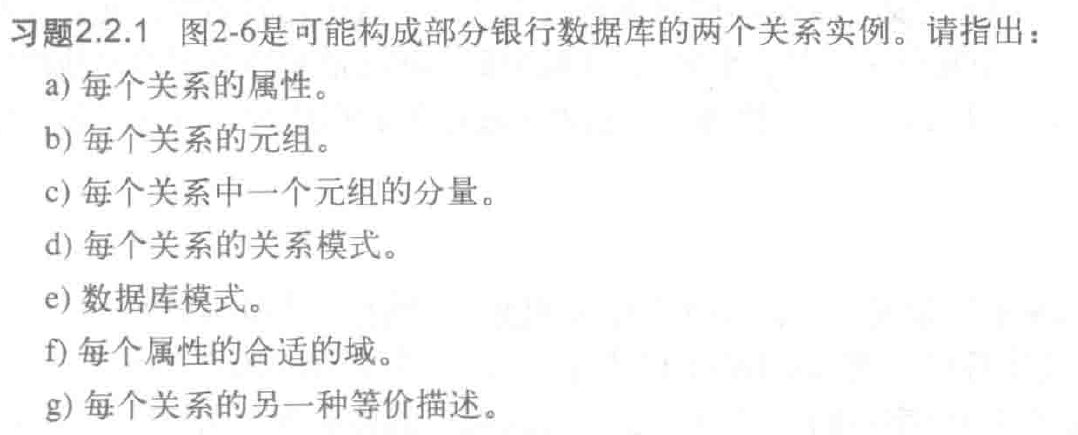 习题2.2.1 图2-6是可能构成部分银行数据库的两个关系实例。请指出：
a) 每个关系的属性。
b) 每个关系的元组。
c) 每个关系中一个元组的分量。
d) 每个关系的关系模式。
e) 数据库模式。
f) 每个属性的合适的域。
g) 每个关系的另一种等价描述。